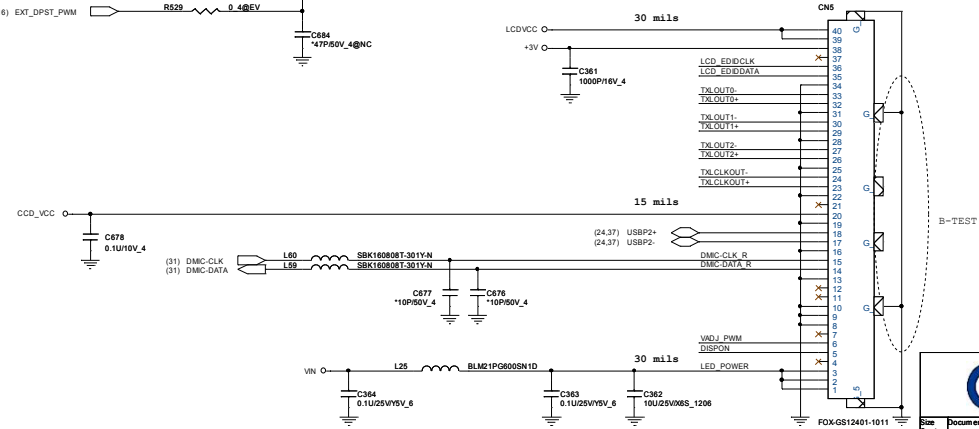 6) EXT_DPST_PWM
R529 0_4@EV
C684
*47P/50V_4@NC
30 mils
LCDVCC
+3V
C361
1000P/16V_4
LCD_EDIDCLK
LCD_EDIDDATA
TXLOUT0-
TXLOUT0+
TXLOUT1-
TXLOUT1+
TXLOUT2-
TXLOUT2+
TXLCLKOUT-
TXLCLKOUT+
15 mils
CCD_VCC
C678
0.1U/10V_4
(24,37) USBP2+
(24,37) USBP2-
(31) DMIC-CLK
(31) DMIC-DATA
L60 SBK160808T-301Y-N
L59 SBK160808T-301Y-N
DMIC-CLK_R
DMIC-DATA_R
C677
*10P/50V_4
C676
*10P/50V_4
VADJ_PWM
DISPON
30 mils
VIN
L25 BLM21PG600SN1D
LED_POWER
C364
0.1U/25V/Y5V_6
C363
0.1U/25V/Y5V_6
C362
10U/25V/X6S_1206
CN5
40
39
38
37
36
35
34
33
32
31
30
29
28
27
26
25
24
23
22
21
20
19
18
17
16
15
14
13
12
11
10
9
8
7
6
5
4
3
2
1
G_
G_
G_
G_
G_
_5
FOX-GS12401-1011
B-TEST
Size